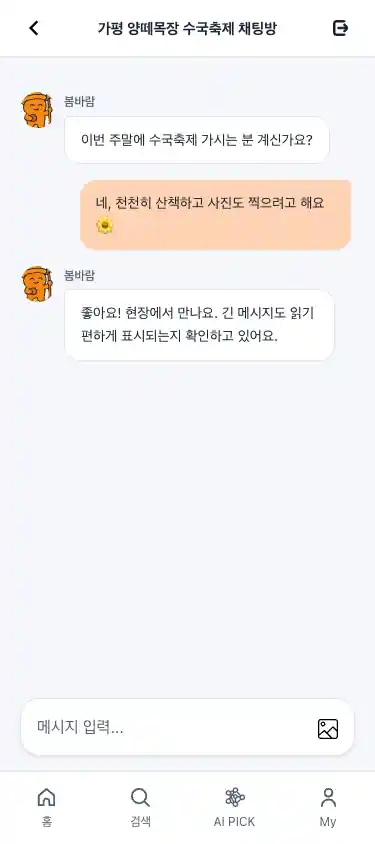 가평 양떼목장 수국축제 채팅방
봄바람
이번 주말에 수국축제 가시는 분 계신가요?
네, 천천히 산책하고 사진도 찍으려고 해요
🌼
봄바람
좋아요! 현장에서 만나요. 긴 메시지도 읽기
편하게 표시되는지 확인하고 있어요.
메시지 입력...
홈
검색
AI PICK
My